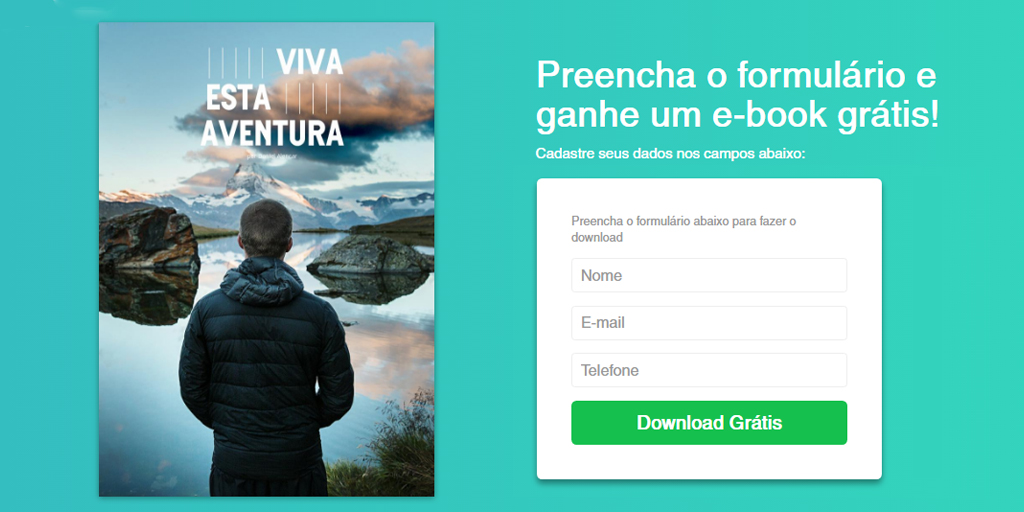 VIVA
ESTA
AVENTURA
Preencha o formulário e
ganhe um e-book grátis!
Cadastre seus dados nos campos abaixo:
Preencha o formulário abaixo para fazer o
download
Nome
E-mail
Telefone
Download Grátis